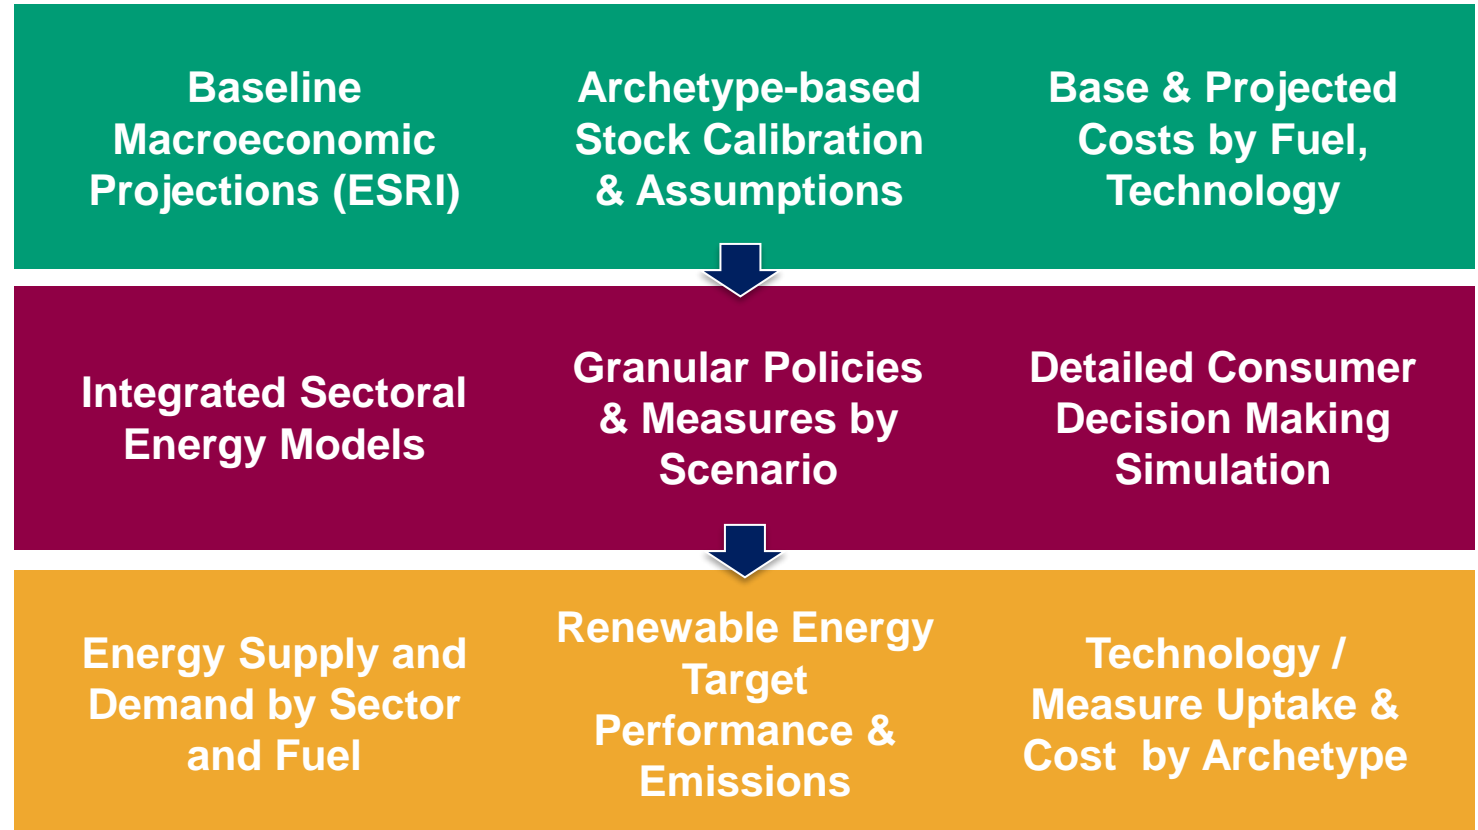 Baseline
Macroeconomic
Projections (ESRI)
Archetype-based
Stock Calibration
& Assumptions
Base & Projected
Costs by Fuel,
Technology
Integrated Sectoral
Energy Models
Granular Policies
& Measures by
Scenario
Detailed Consumer
Decision Making
Simulation
Energy Supply and
Demand by Sector
and Fuel
Renewable Energy
Target
Performance &
Emissions
Technology /
Measure Uptake &
Cost  by Archetype